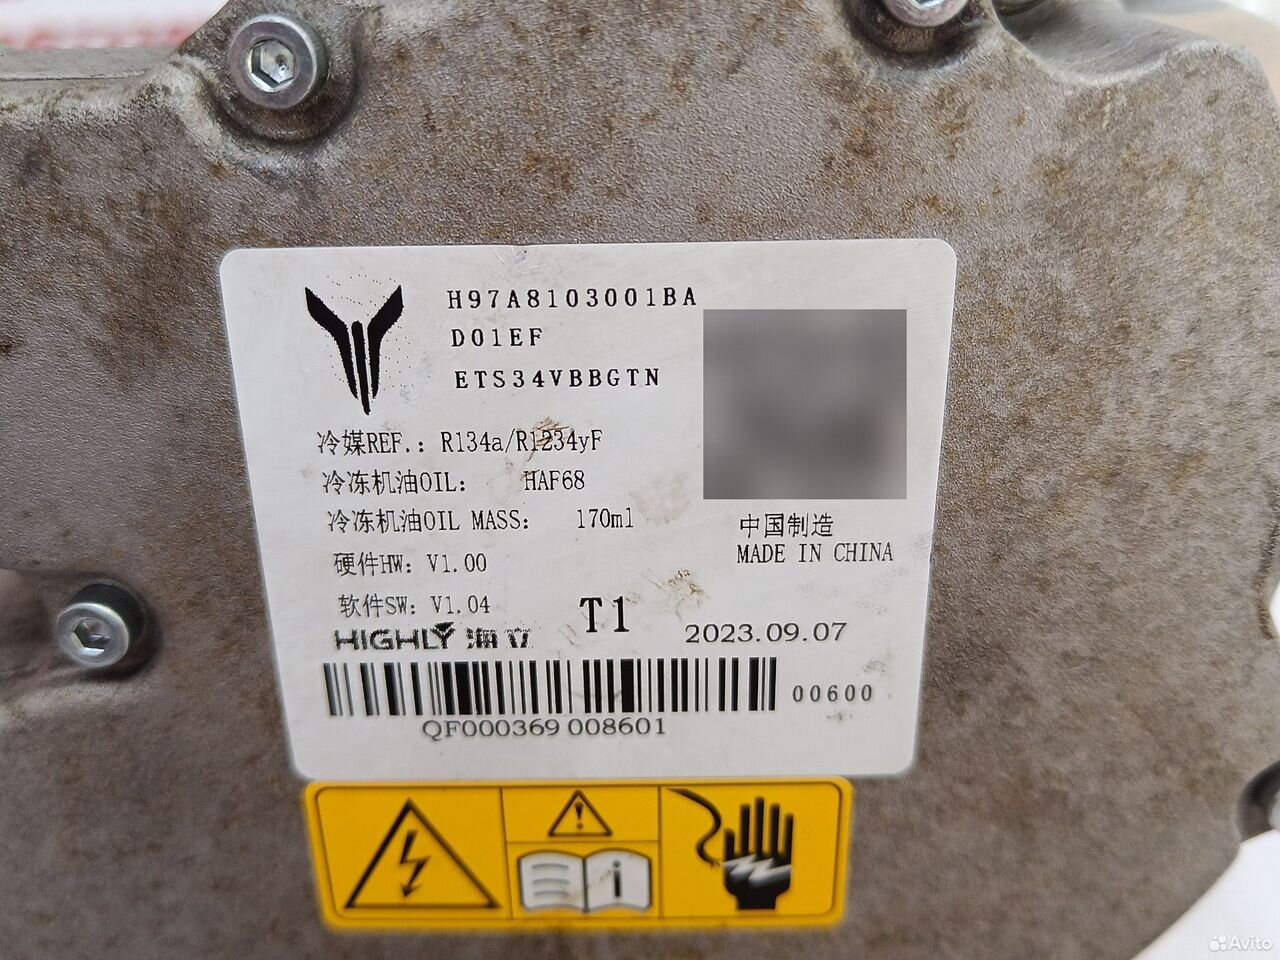 H97A8103001BA
D01EF
ETS34VBBGTN
冷媒REF.: R134a/R1234yF
冷冻机油OIL: HAF68
冷冻机油OIL MASS: 170ml
中国制造
MADE IN CHINA
硬件HW: V1.00
软件SW: V1.04
T1
HIGHLY 海立
2023.09.07
00600
QF000369 008601
Avito